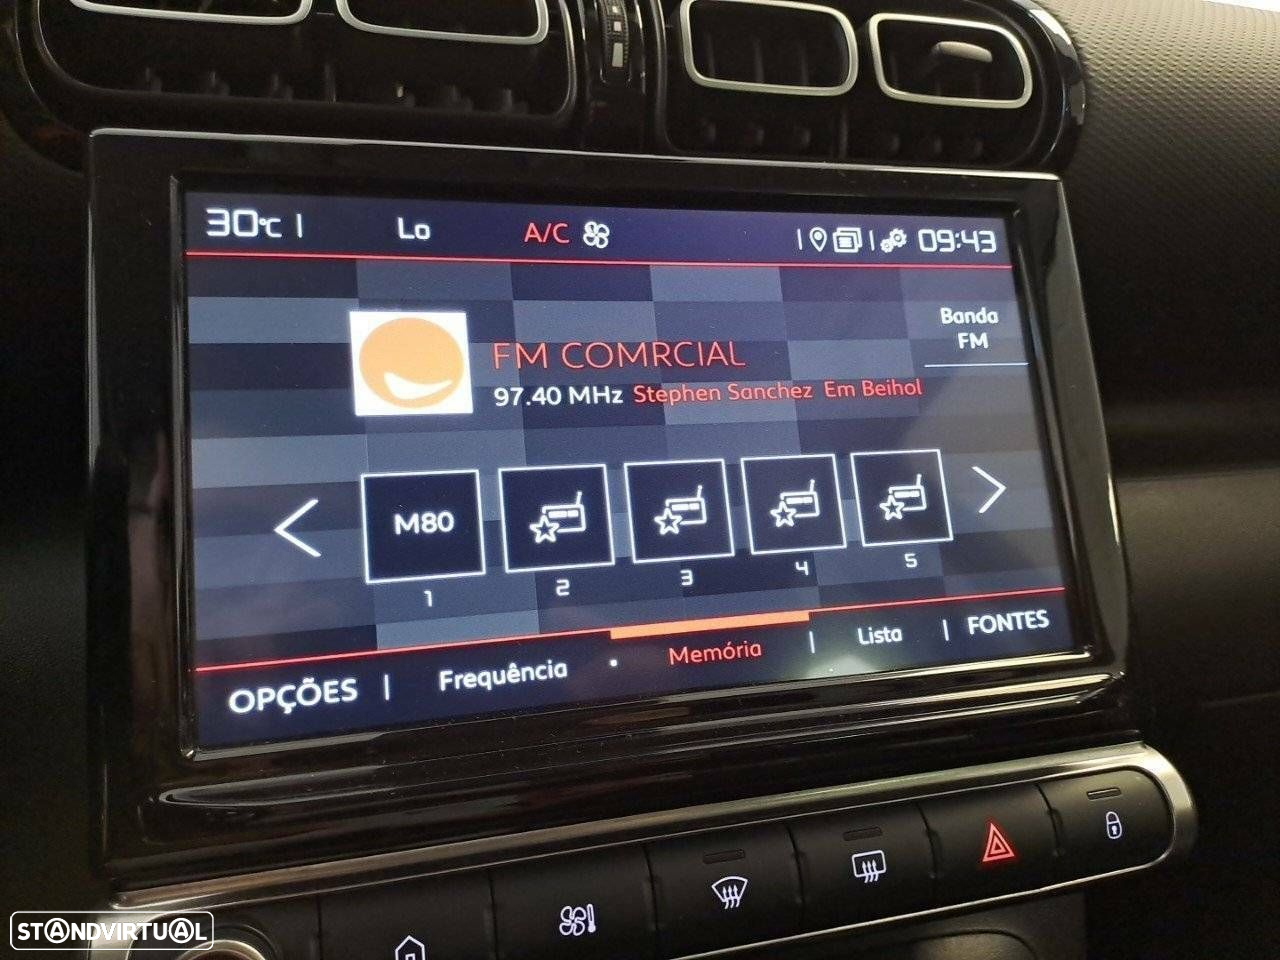 30°C
Lo
A/C
09:43
Banda
FM
FM COMRCIAL
97.40 MHz Stephen Sanchez Em Beihol
M80
1
2
3
4
5
OPÇÕES
Frequência
Memória
Lista
FONTES
STANDVIRTUAL